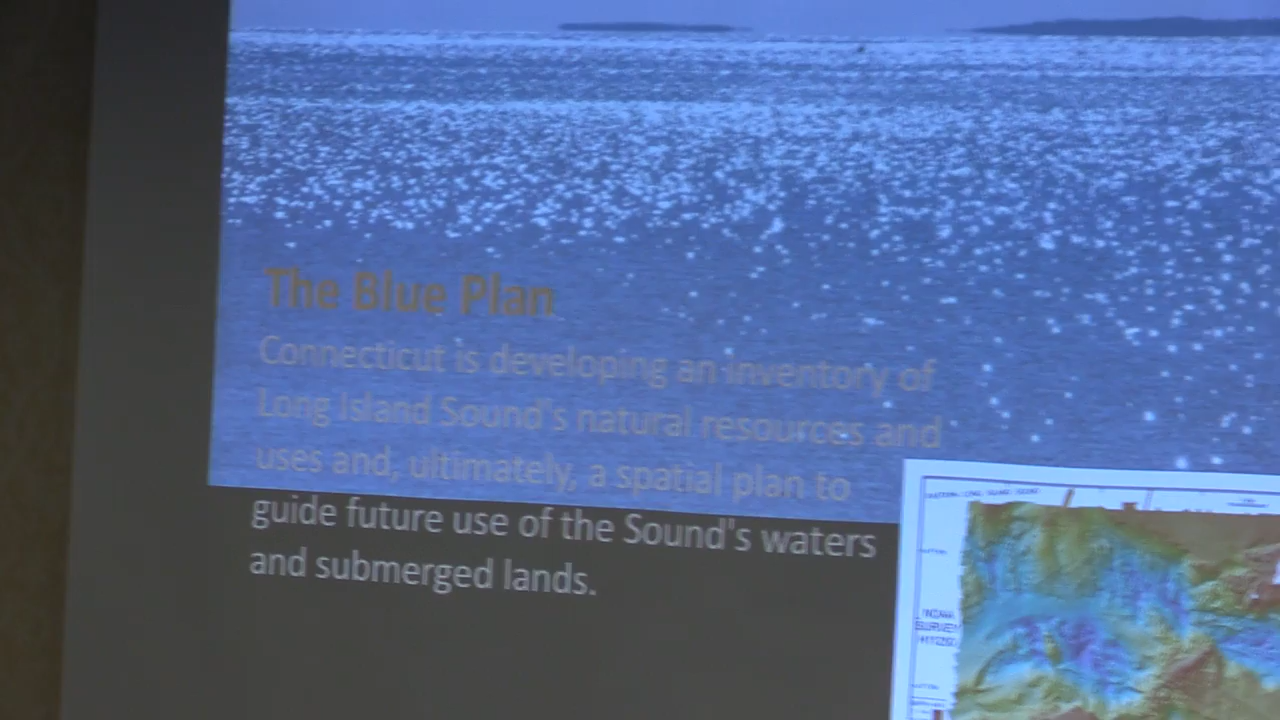 The Blue Plan
Connecticut is developing an inventory of
Long Island Sound's natural resources and
uses and, ultimately, a spatial plan to
guide future use of the Sound's waters
and submerged lands.